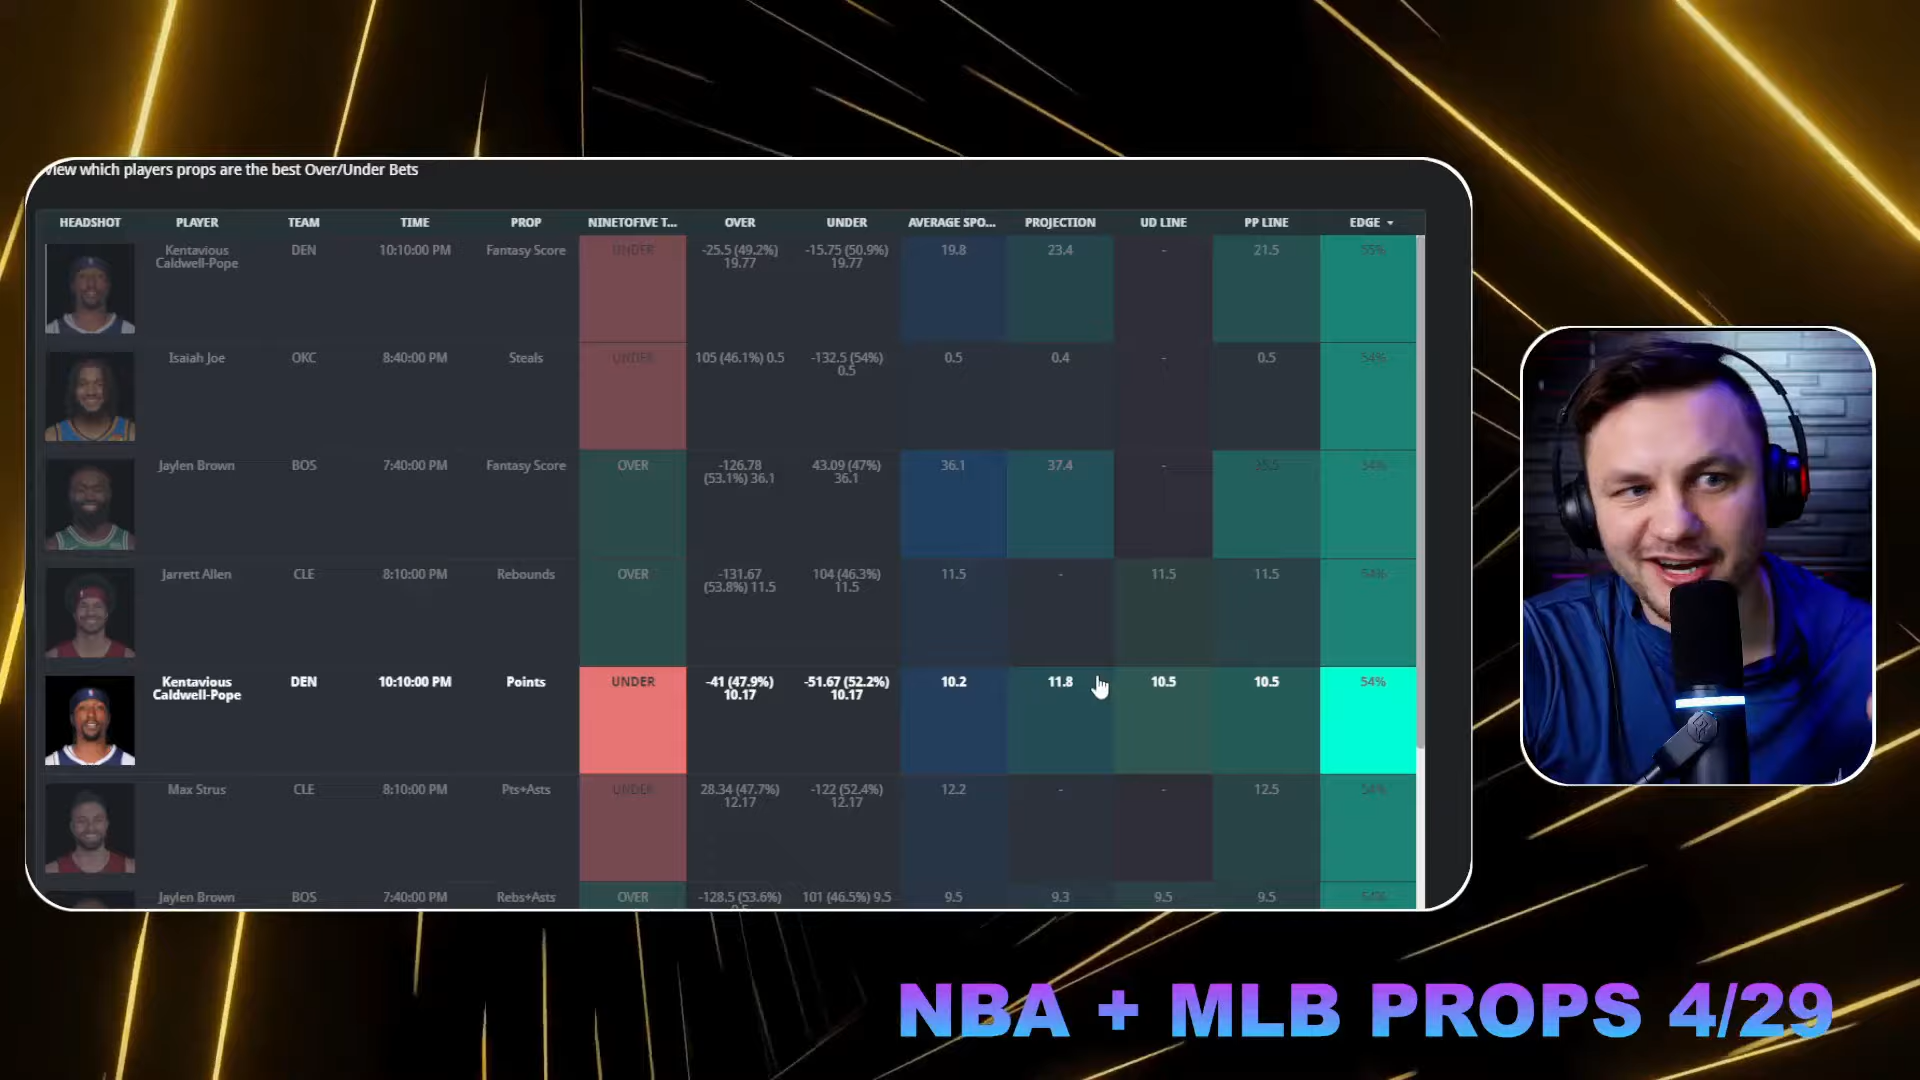 View which players props are the best Over/Under Bets
HEADSHOT PLAYER TEAM TIME PROP NINETOFIVE T... OVER UNDER AVERAGE SPO... PROJECTION UD LINE PP LINE EDGE
Kentavious Caldwell-Pope DEN 10:10:00 PM Fantasy Score UNDER -25.5 (49.2%) 19.77 -15.75 (50.9%) 19.77 19.8 23.4 - 21.5 55%
Isaiah Joe OKC 8:40:00 PM Steals UNDER 105 (46.1%) 0.5 -132.5 (54%) 0.5 0.5 0.4 - 0.5 54%
Jaylen Brown BOS 7:40:00 PM Fantasy Score OVER -126.78 (53.1%) 36.1 43.09 (47%) 36.1 36.1 37.4 - 35.5 54%
Jarrett Allen CLE 8:10:00 PM Rebounds OVER -131.67 (53.8%) 11.5 104 (46.3%) 11.5 11.5 - 11.5 11.5 54%
Kentavious Caldwell-Pope DEN 10:10:00 PM Points UNDER -41 (47.9%) 10.17 -51.67 (52.2%) 10.17 10.2 11.8 10.5 10.5 54%
Max Strus CLE 8:10:00 PM Pts+Asts UNDER 28.34 (47.7%) 12.17 -122 (52.4%) 12.17 12.2 - - 12.5 54%
Jaylen Brown BOS 7:40:00 PM Rebs+Asts OVER -128.5 (53.6%) 101 (46.5%) 9.5 9.5 9.3 9.5 9.5 54%
NBA + MLB PROPS 4/29